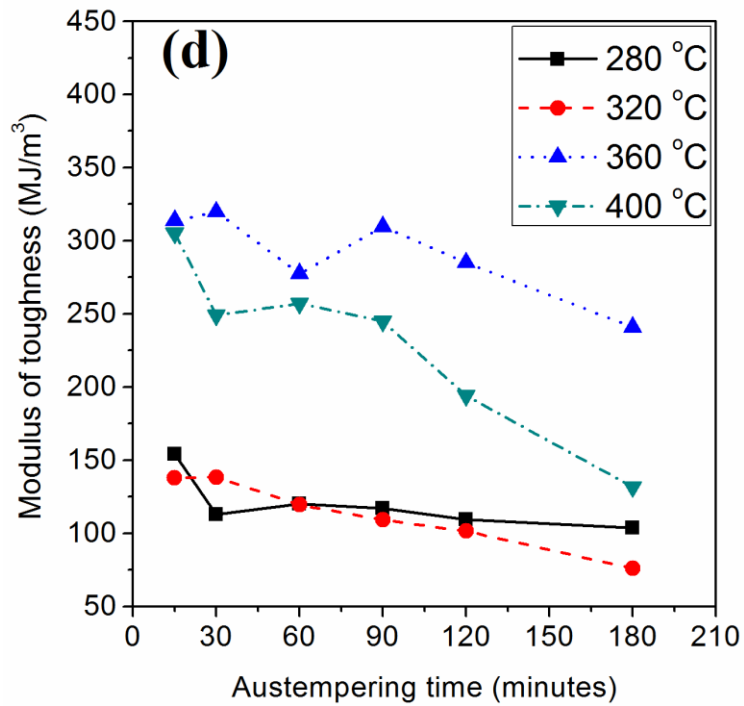 (d)
280 °C
320 °C
360 °C
400 °C
Modulus of toughness (MJ/m³)
450
400
350
300
250
200
150
100
50
0 30 60 90 120 150 180 210
Austempering time (minutes)